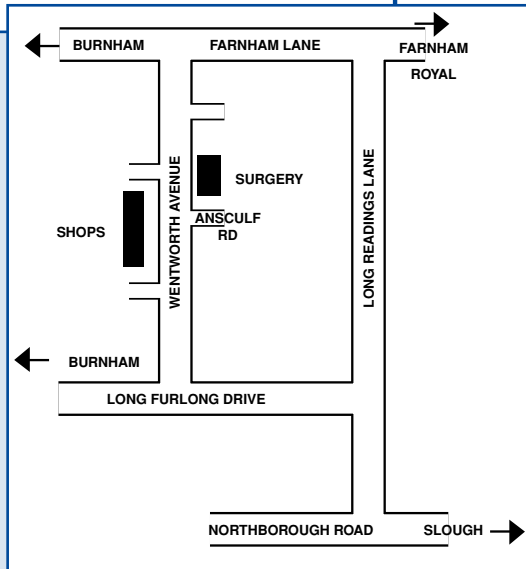 BURNHAM
FARNHAM LANE
FARNHAM
ROYAL
SURGERY
WENTWORTH AVENUE
LONG READINGS LANE
ANSCULF
RD
SHOPS
BURNHAM
LONG FURLONG DRIVE
NORTHBOROUGH ROAD
SLOUGH